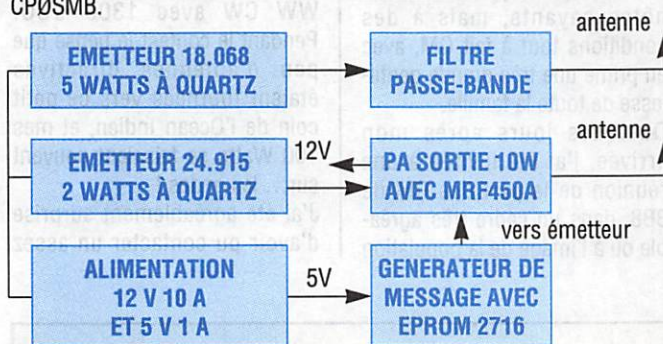 CPØSMB.
antenne
EMETTEUR 18.068
5 WATTS À QUARTZ
FILTRE
PASSE-BANDE
antenne
EMETTEUR 24.915
2 WATTS À QUARTZ
12V
PA SORTIE 10W
AVEC MRF450A
vers émetteur
ALIMENTATION
12 V 10 A
ET 5 V 1 A
5V
GENERATEUR DE
MESSAGE AVEC
EPROM 2716